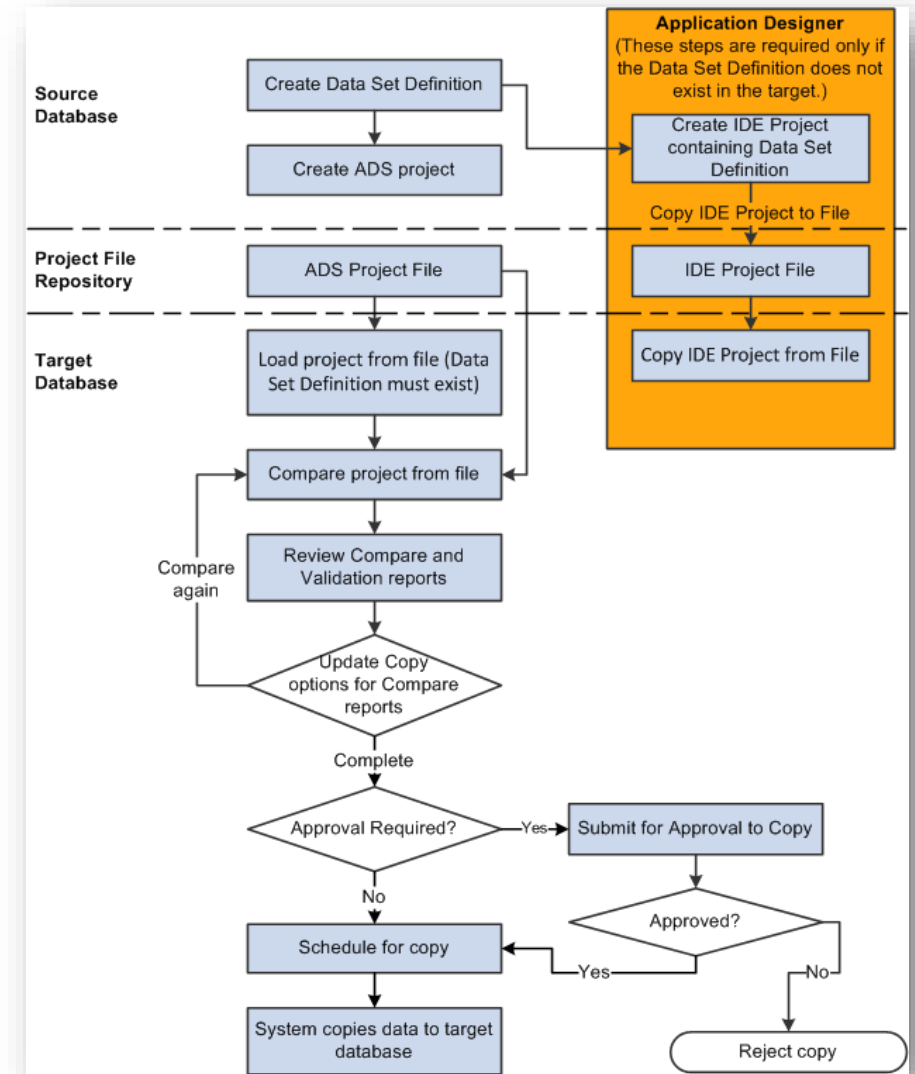 Application Designer
(These steps are required only if
the Data Set Definition does not
exist in the target.)
Source
Database
Create Data Set Definition
Create IDE Project
containing Data Set
Definition
Create ADS project
Copy IDE Project to File
Project File
Repository
ADS Project File
IDE Project File
Target
Database
Load project from file (Data
Set Definition must exist)
Copy IDE Project from File
Compare project from file
Compare
again
Review Compare and
Validation reports
Update Copy
options for Compare
reports
Complete
Approval Required?
Yes
Submit for Approval to Copy
No
Approved?
Schedule for copy
Yes
No
System copies data to target
database
Reject copy